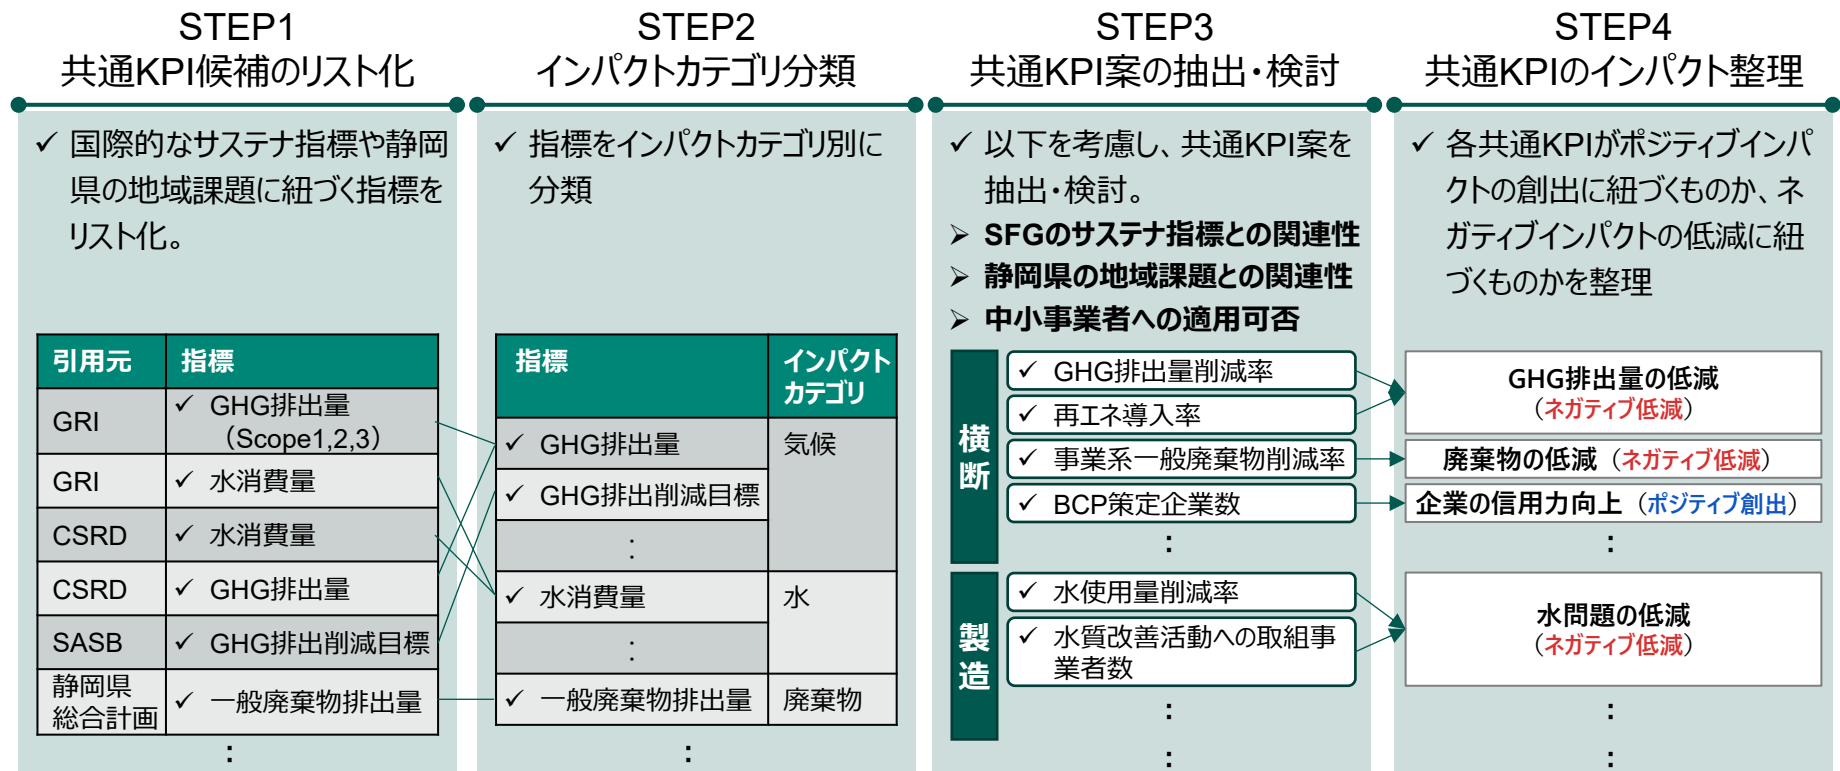 STEP1
共通KPI候補のリスト化
✓ 国際的なサステナ指標や静岡
県の地域課題に紐づく指標を
リスト化。
引用元 指標
GRI ✓ GHG排出量
（Scope1,2,3）
GRI ✓ 水消費量
CSRD ✓ 水消費量
CSRD ✓ GHG排出量
SASB ✓ GHG排出削減目標
静岡県
総合計画 ✓ 一般廃棄物排出量
：
STEP2
インパクトカテゴリ分類
✓ 指標をインパクトカテゴリ別に
分類
指標 インパクト
カテゴリ
✓ GHG排出量 気候
✓ GHG排出削減目標
：
✓ 水消費量 水
：
✓ 一般廃棄物排出量 廃棄物
：
STEP3
共通KPI案の抽出・検討
✓ 以下を考慮し、共通KPI案を
抽出・検討。
➢ SFGのサステナ指標との関連性
➢ 静岡県の地域課題との関連性
➢ 中小事業者への適用可否
横断
✓ GHG排出量削減率
✓ 再エネ導入率
✓ 事業系一般廃棄物削減率
✓ BCP策定企業数
：
製造
✓ 水使用量削減率
✓ 水質改善活動への取組事
業者数
：
：
STEP4
共通KPIのインパクト整理
✓ 各共通KPIがポジティブインパ
クトの創出に紐づくものか、ネ
ガティブインパクトの低減に紐
づくものかを整理
GHG排出量の低減
（ネガティブ低減）
廃棄物の低減（ネガティブ低減）
企業の信用力向上（ポジティブ創出）
：
水問題の低減
（ネガティブ低減）
：
：